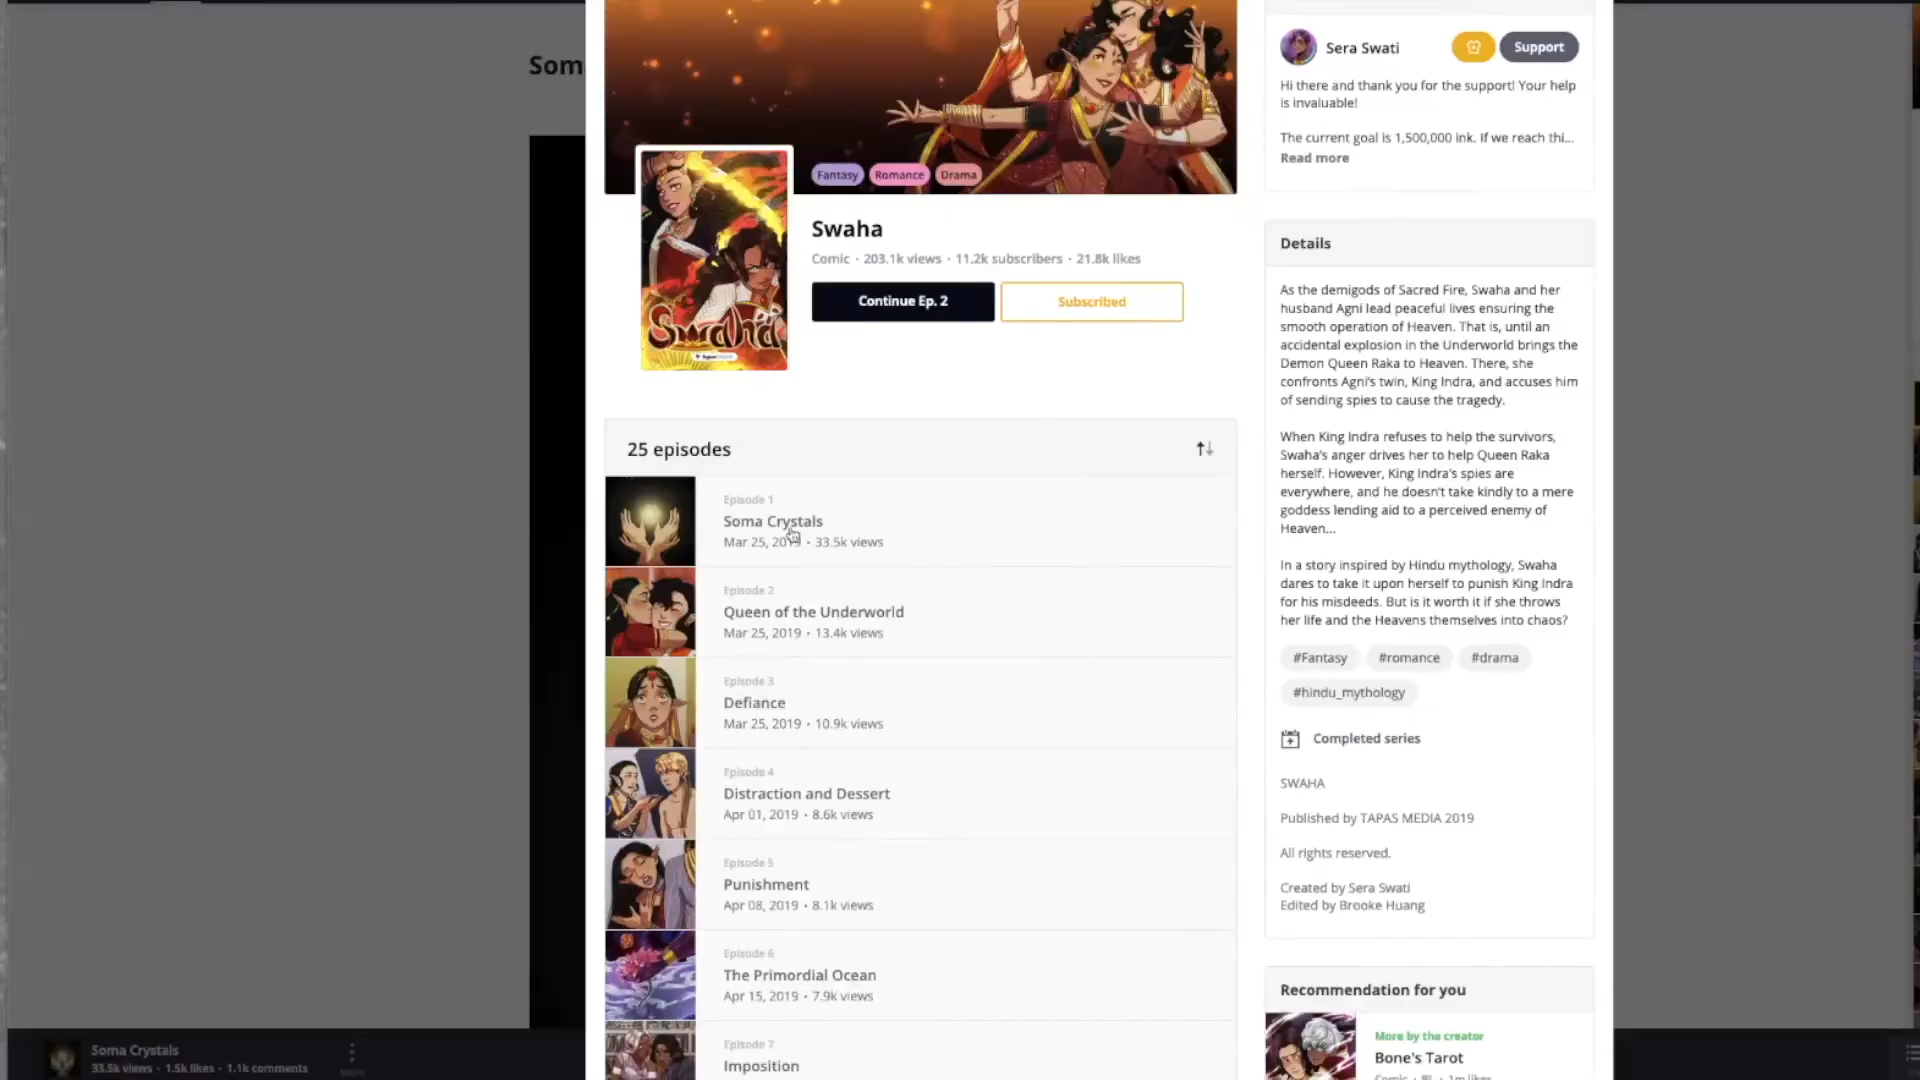 Som
Fantasy
Romance
Drama
Swaha
Swaha
Comic · 203.1k views · 11.2k subscribers · 21.8k likes
Continue Ep. 2
Subscribed
25 episodes
Episode 1
Soma Crystals
Mar 25, 2019 · 33.5k views
Episode 2
Queen of the Underworld
Mar 25, 2019 · 13.4k views
Episode 3
Defiance
Mar 25, 2019 · 10.9k views
Episode 4
Distraction and Dessert
Apr 01, 2019 · 8.6k views
Episode 5
Punishment
Apr 08, 2019 · 8.1k views
Episode 6
The Primordial Ocean
Apr 15, 2019 · 7.9k views
Episode 7
Imposition
Sera Swati
Support
Hi there and thank you for the support! Your help
is invaluable!
The current goal is 1,500,000 ink. If we reach thi...
Read more
Details
As the demigods of Sacred Fire, Swaha and her
husband Agni lead peaceful lives ensuring the
smooth operation of Heaven. That is, until an
accidental explosion in the Underworld brings the
Demon Queen Raka to Heaven. There, she
confronts Agni's twin, King Indra, and accuses him
of sending spies to cause the tragedy.
When King Indra refuses to help the survivors,
Swaha's anger drives her to help Queen Raka
herself. However, King Indra's spies are
everywhere, and he doesn't take kindly to a mere
goddess lending aid to a perceived enemy of
Heaven...
In a story inspired by Hindu mythology, Swaha
dares to take it upon herself to punish King Indra
for his misdeeds. But is it worth it if she throws
her life and the Heavens themselves into chaos?
#Fantasy
#romance
#drama
#hindu_mythology
Completed series
SWAHA
Published by TAPAS MEDIA 2019
All rights reserved.
Created by Sera Swati
Edited by Brooke Huang
Recommendation for you
More by the creator
Bone's Tarot
Comic · BL · 1m likes
Soma Crystals
33.5k views · 1.5k likes · 1.1k comments